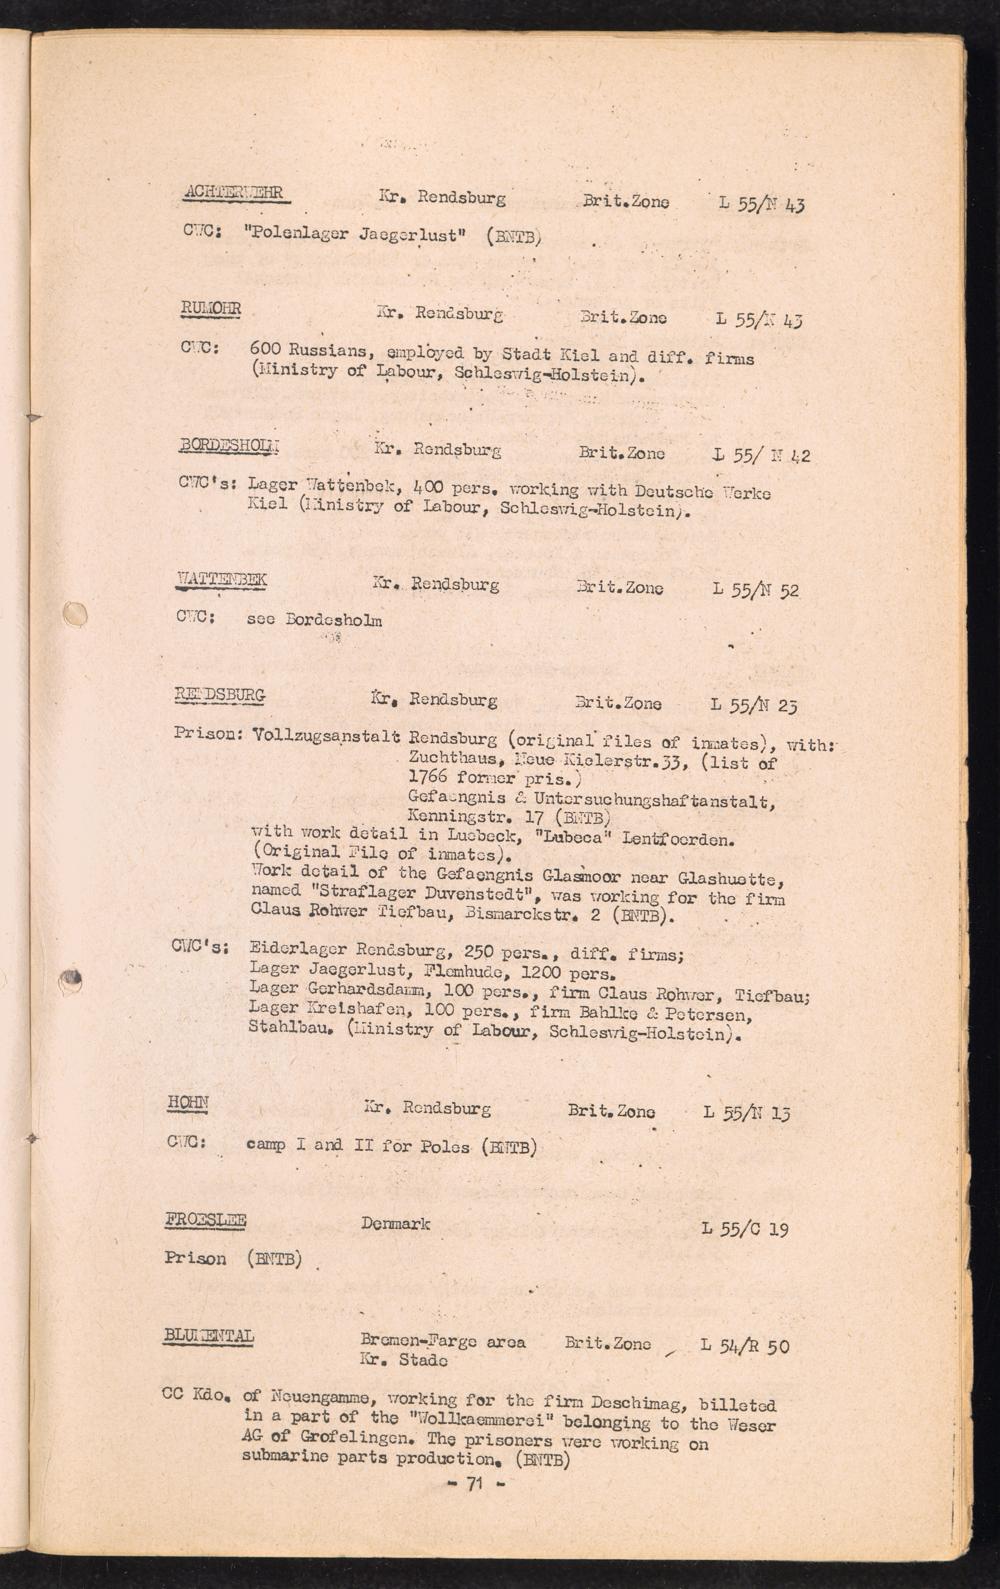 ACHTERWEHR Kr. Rendsburg Brit.Zone L 55/N 43
CWC: "Polenlager Jaegerlust" (BNTB)
RUMOHR Kr. Rendsburg Brit.Zone L 55/N 43
CWC: 600 Russians, employed by Stadt Kiel and diff. firms
(Ministry of Labour, Schleswig-Holstein).
BORDESHOLM Kr. Rendsburg Brit.Zone L 55/ N 42
CWC's: Lager Wattenbek, 400 pers. working with Deutsche Werke
Kiel (Ministry of Labour, Schleswig-Holstein).
WATTENBEK Kr. Rendsburg Brit.Zone L 55/N 52
CWC: see Bordesholm
RENDSBURG Kr. Rendsburg Brit.Zone L 55/N 23
Prison: Vollzugsanstalt Rendsburg (original files of inmates), with:
Zuchthaus, Neue Kielerstr.33, (list of
1766 former pris.)
Gefaengnis & Untersuchungshaftanstalt,
Kenningstr. 17 (BNTB)
with work detail in Luebeck, "Lubeca" Lentfoerden.
(Original File of inmates).
Work detail of the Gefaengnis Glasmoor near Glashuette,
named "Straflager Duvenstedt", was working for the firm
Claus Rohwer Tiefbau, Bismarckstr. 2 (BNTB).
CWC's: Eiderlager Rendsburg, 250 pers., diff. firms;
Lager Jaegerlust, Flemhude, 1200 pers.
Lager Gerhardsdamm, 100 pers., firm Claus Rohwer, Tiefbau;
Lager Kreishafen, 100 pers., firm Bahlke & Petersen,
Stahlbau. (Ministry of Labour, Schleswig-Holstein).
HOHN Kr. Rendsburg Brit.Zone L 55/N 13
CWC: camp I and II for Poles (BNTB)
FROESLEE Denmark L 55/C 19
Prison (BNTB)
BLUMENTAL Bremen-Farge area Brit.Zone L 54/R 50
Kr. Stade
CC Kdo. of Neuengamme, working for the firm Deschimag, billeted
in a part of the "Wollkaemmerei" belonging to the Weser
AG of Grofelingen. The prisoners were working on
submarine parts production. (BNTB)
- 71 -